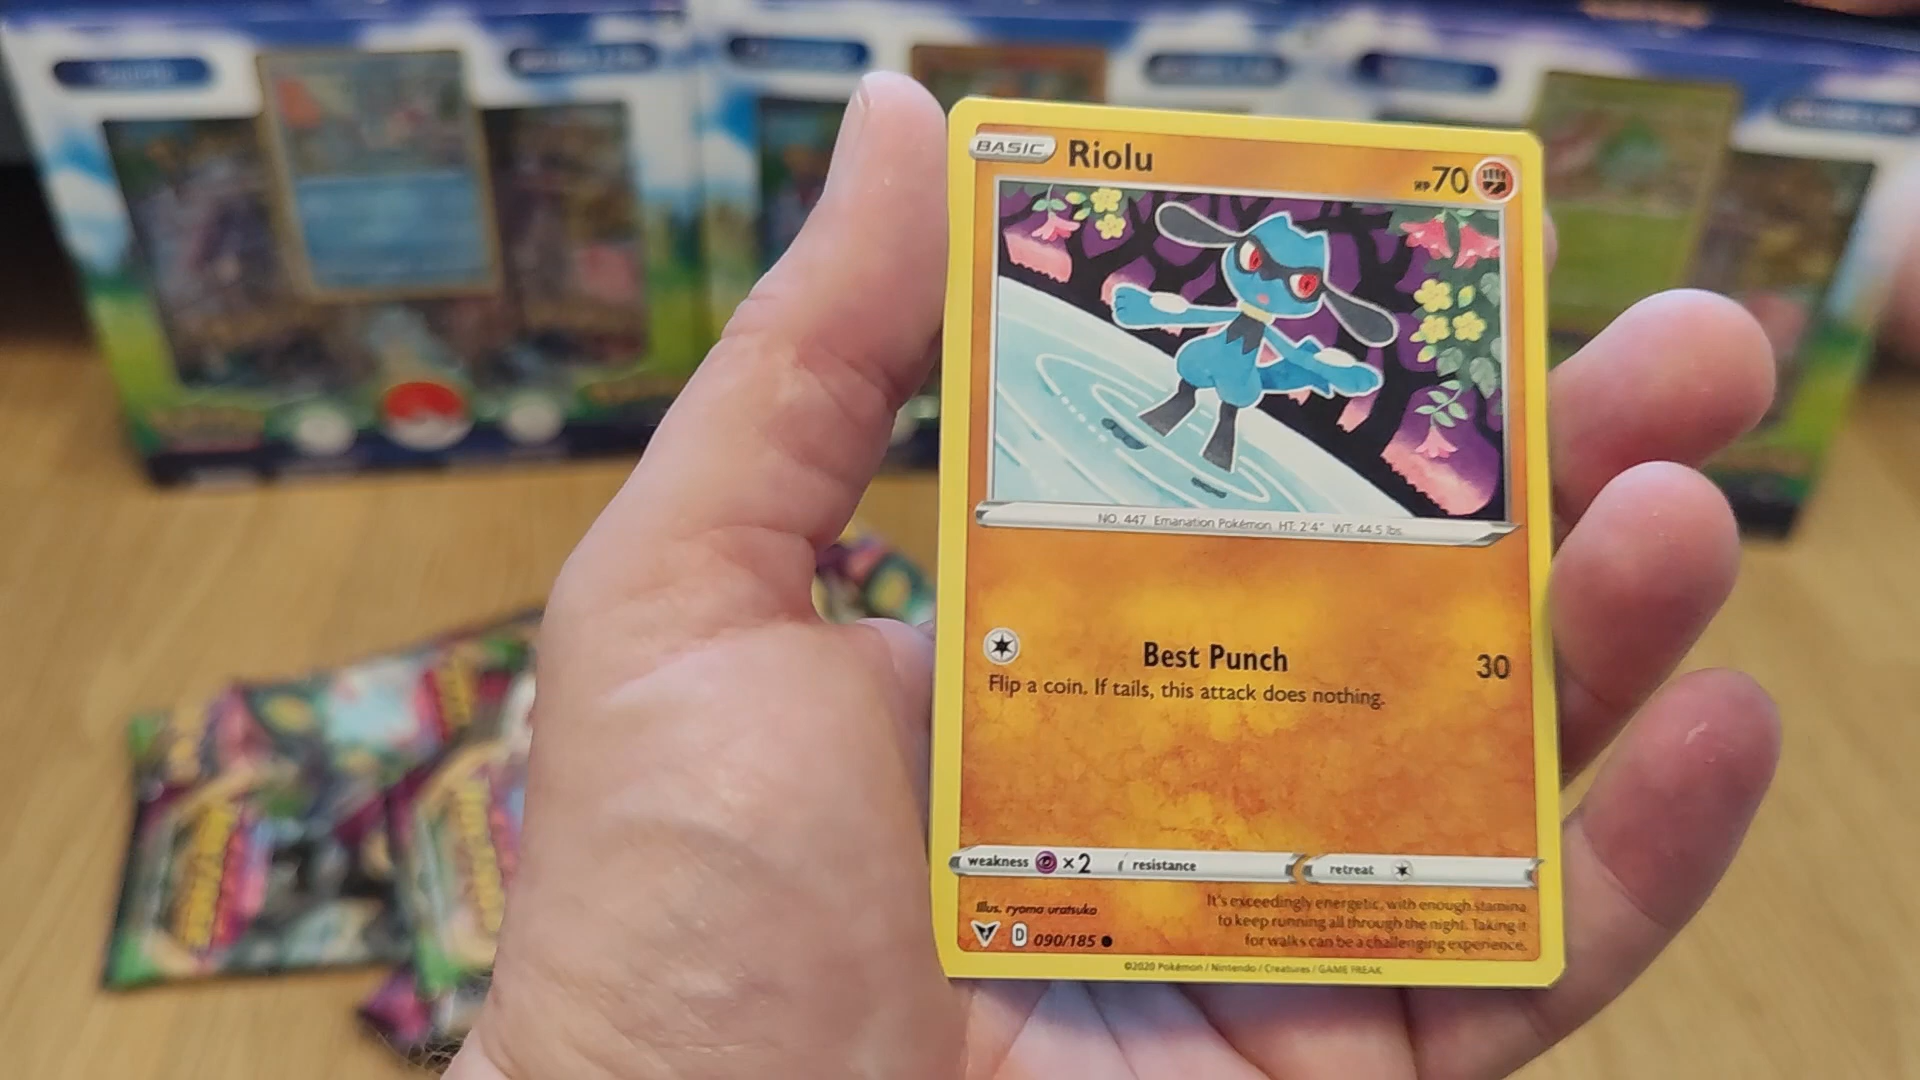 BASIC Riolu HP 70
NO. 447 Emanation Pokémon HT: 2'4" WT: 44.5 lbs.
Best Punch 30
Flip a coin. If tails, this attack does nothing.
weakness ×2 resistance retreat
Illus. ryoma uratsuka
It's exceedingly energetic, with enough stamina
to keep running all through the night. Taking it
for walks can be a challenging experience.
D 090/185
©2020 Pokémon / Nintendo / Creatures / GAME FREAK